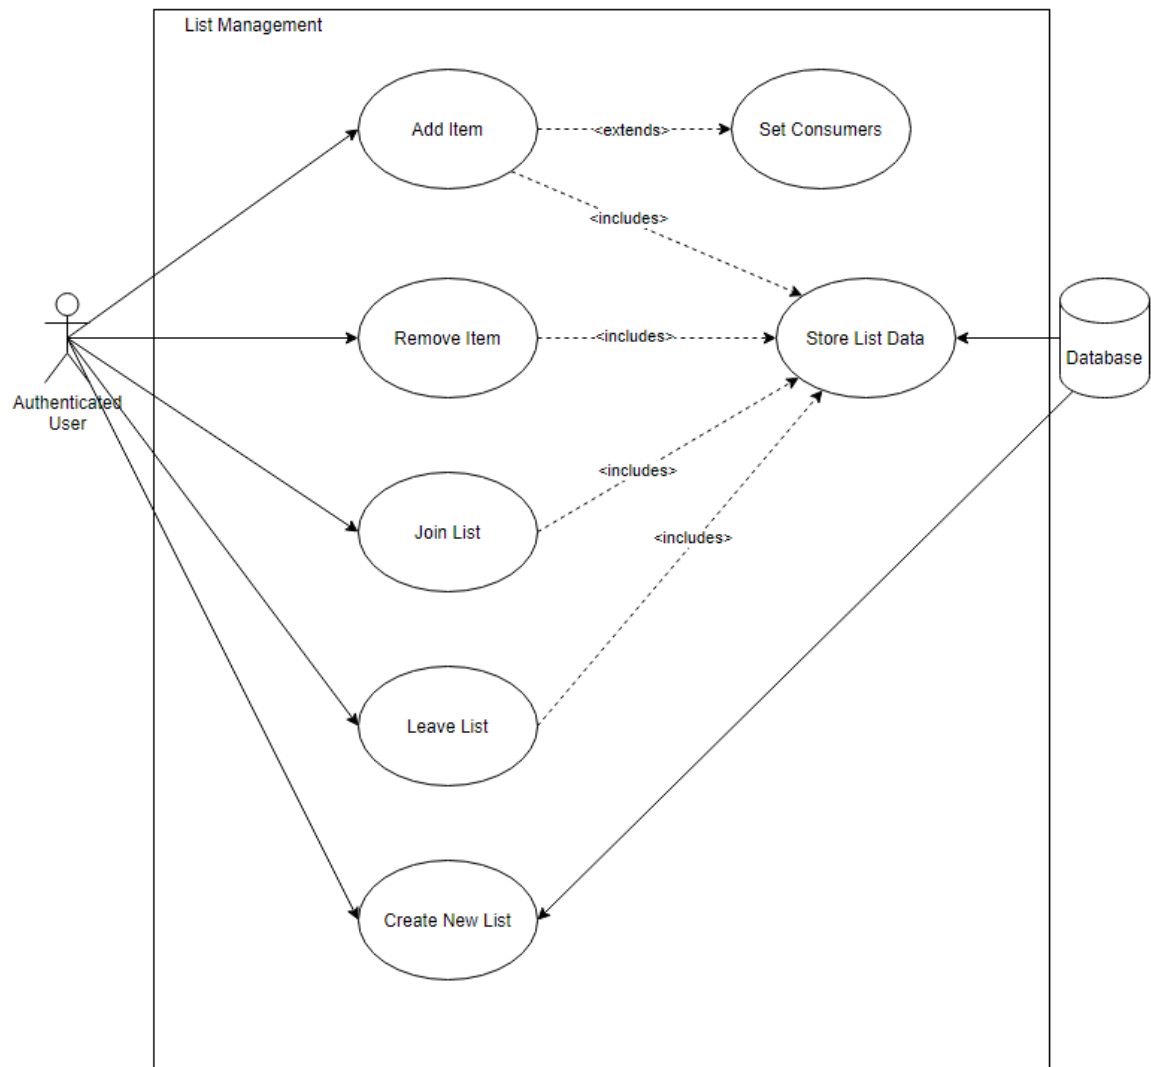 List Management
Add Item
<extends>
Set Consumers
<includes>
Authenticated
User
Remove Item
<includes>
Store List Data
Database
Join List
<includes>
<includes>
Leave List
Create New List